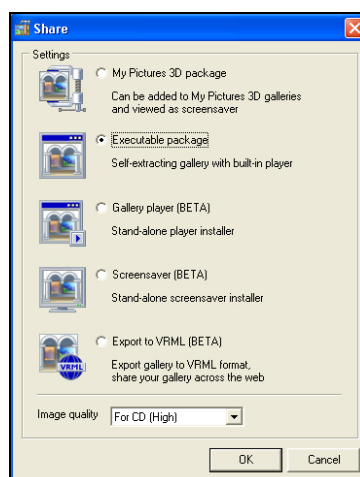 Share
Settings
My Pictures 3D package
Can be added to My Pictures 3D galleries
and viewed as screensaver
Executable package
Self-extracting gallery with built-in player
Gallery player (BETA)
Stand-alone player installer
Screensaver (BETA)
Stand-alone screensaver installer
Export to VRML (BETA)
VRML
Export gallery to VRML format,
share your gallery across the web
Image quality
For CD (High)
OK
Cancel